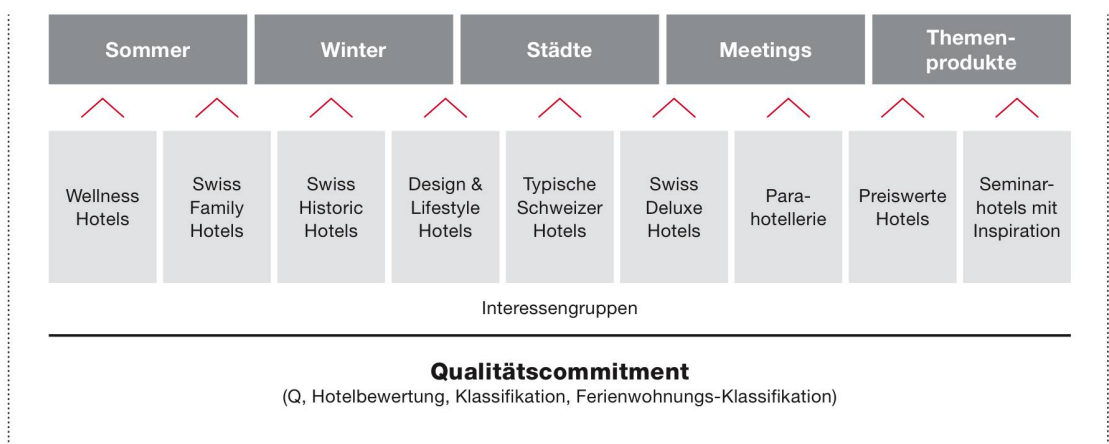 Sommer
Winter
Städte
Meetings
Themen-
produkte
Wellness
Hotels
Swiss
Family
Hotels
Swiss
Historic
Hotels
Design &
Lifestyle
Hotels
Typische
Schweizer
Hotels
Swiss
Deluxe
Hotels
Para-
hotellerie
Preiswerte
Hotels
Seminar-
hotels mit
Inspiration
Interessengruppen
Qualitätscommitment
(Q, Hotelbewertung, Klassifikation, Ferienwohnungs-Klassifikation)